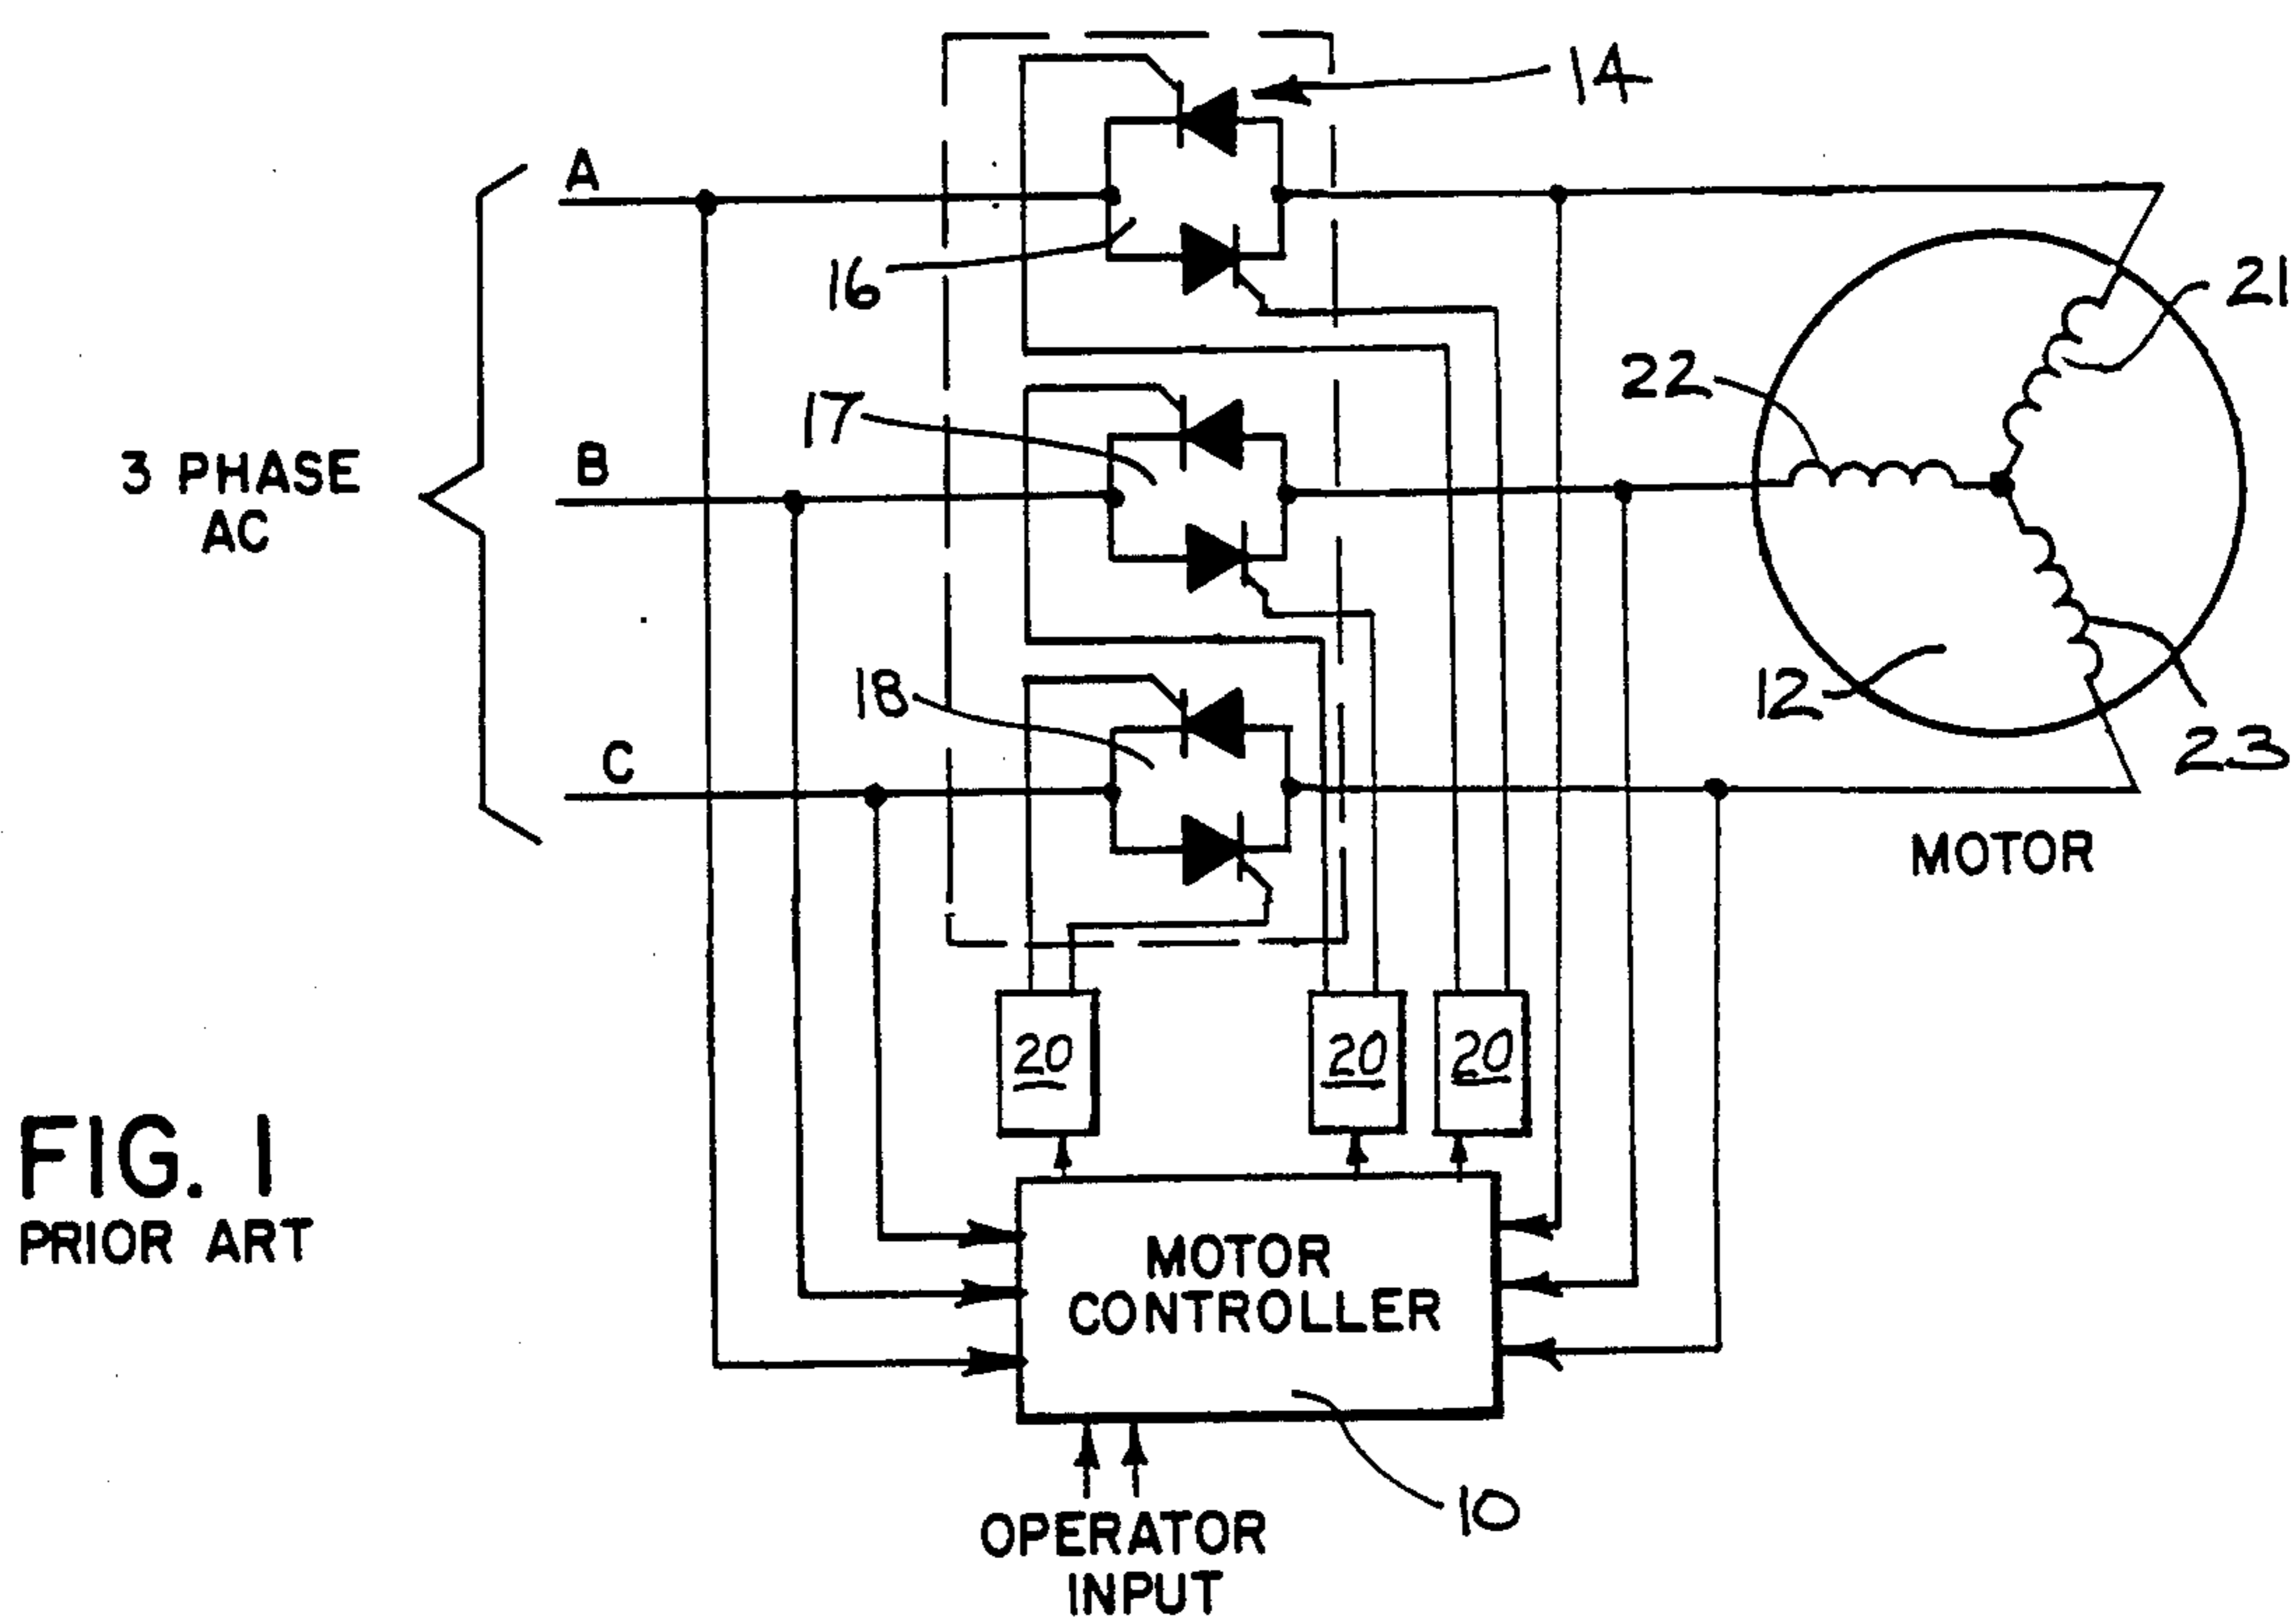 14
A
16
21
22
17
3 PHASE
AC
B
18
12
23
C
MOTOR
20
20
20
FIG. 1
PRIOR ART
MOTOR
CONTROLLER
10
OPERATOR
INPUT